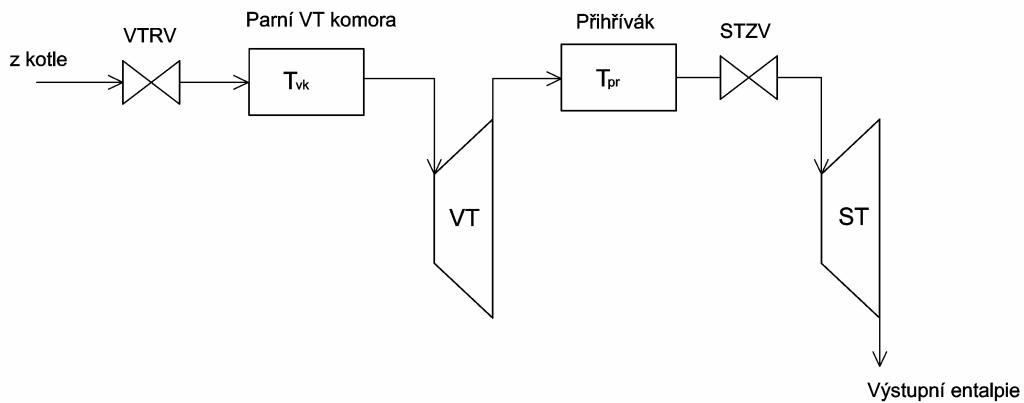 z kotle
VTRV
Parní VT komora
Tvk
VT
Přihřívák
Tpr
STZV
ST
Výstupní entalpie